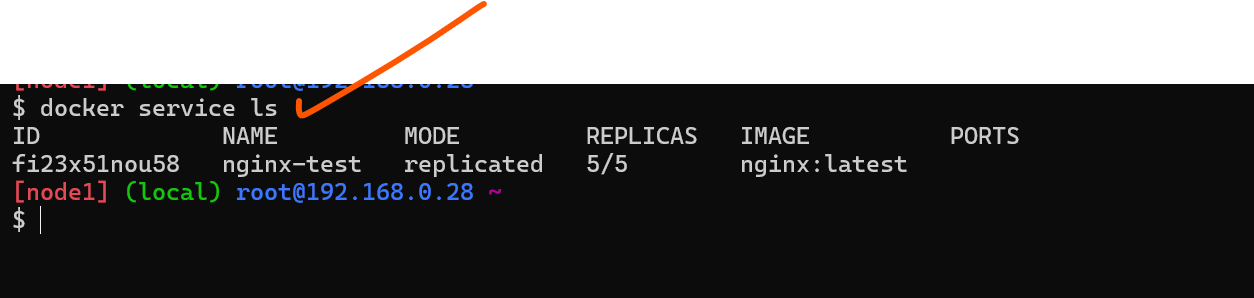 [node1] (local) root@192.168.0.28
$ docker service ls
ID NAME MODE REPLICAS IMAGE PORTS
fi23x51nou58 nginx-test replicated 5/5 nginx:latest
[node1] (local) root@192.168.0.28 ~
$